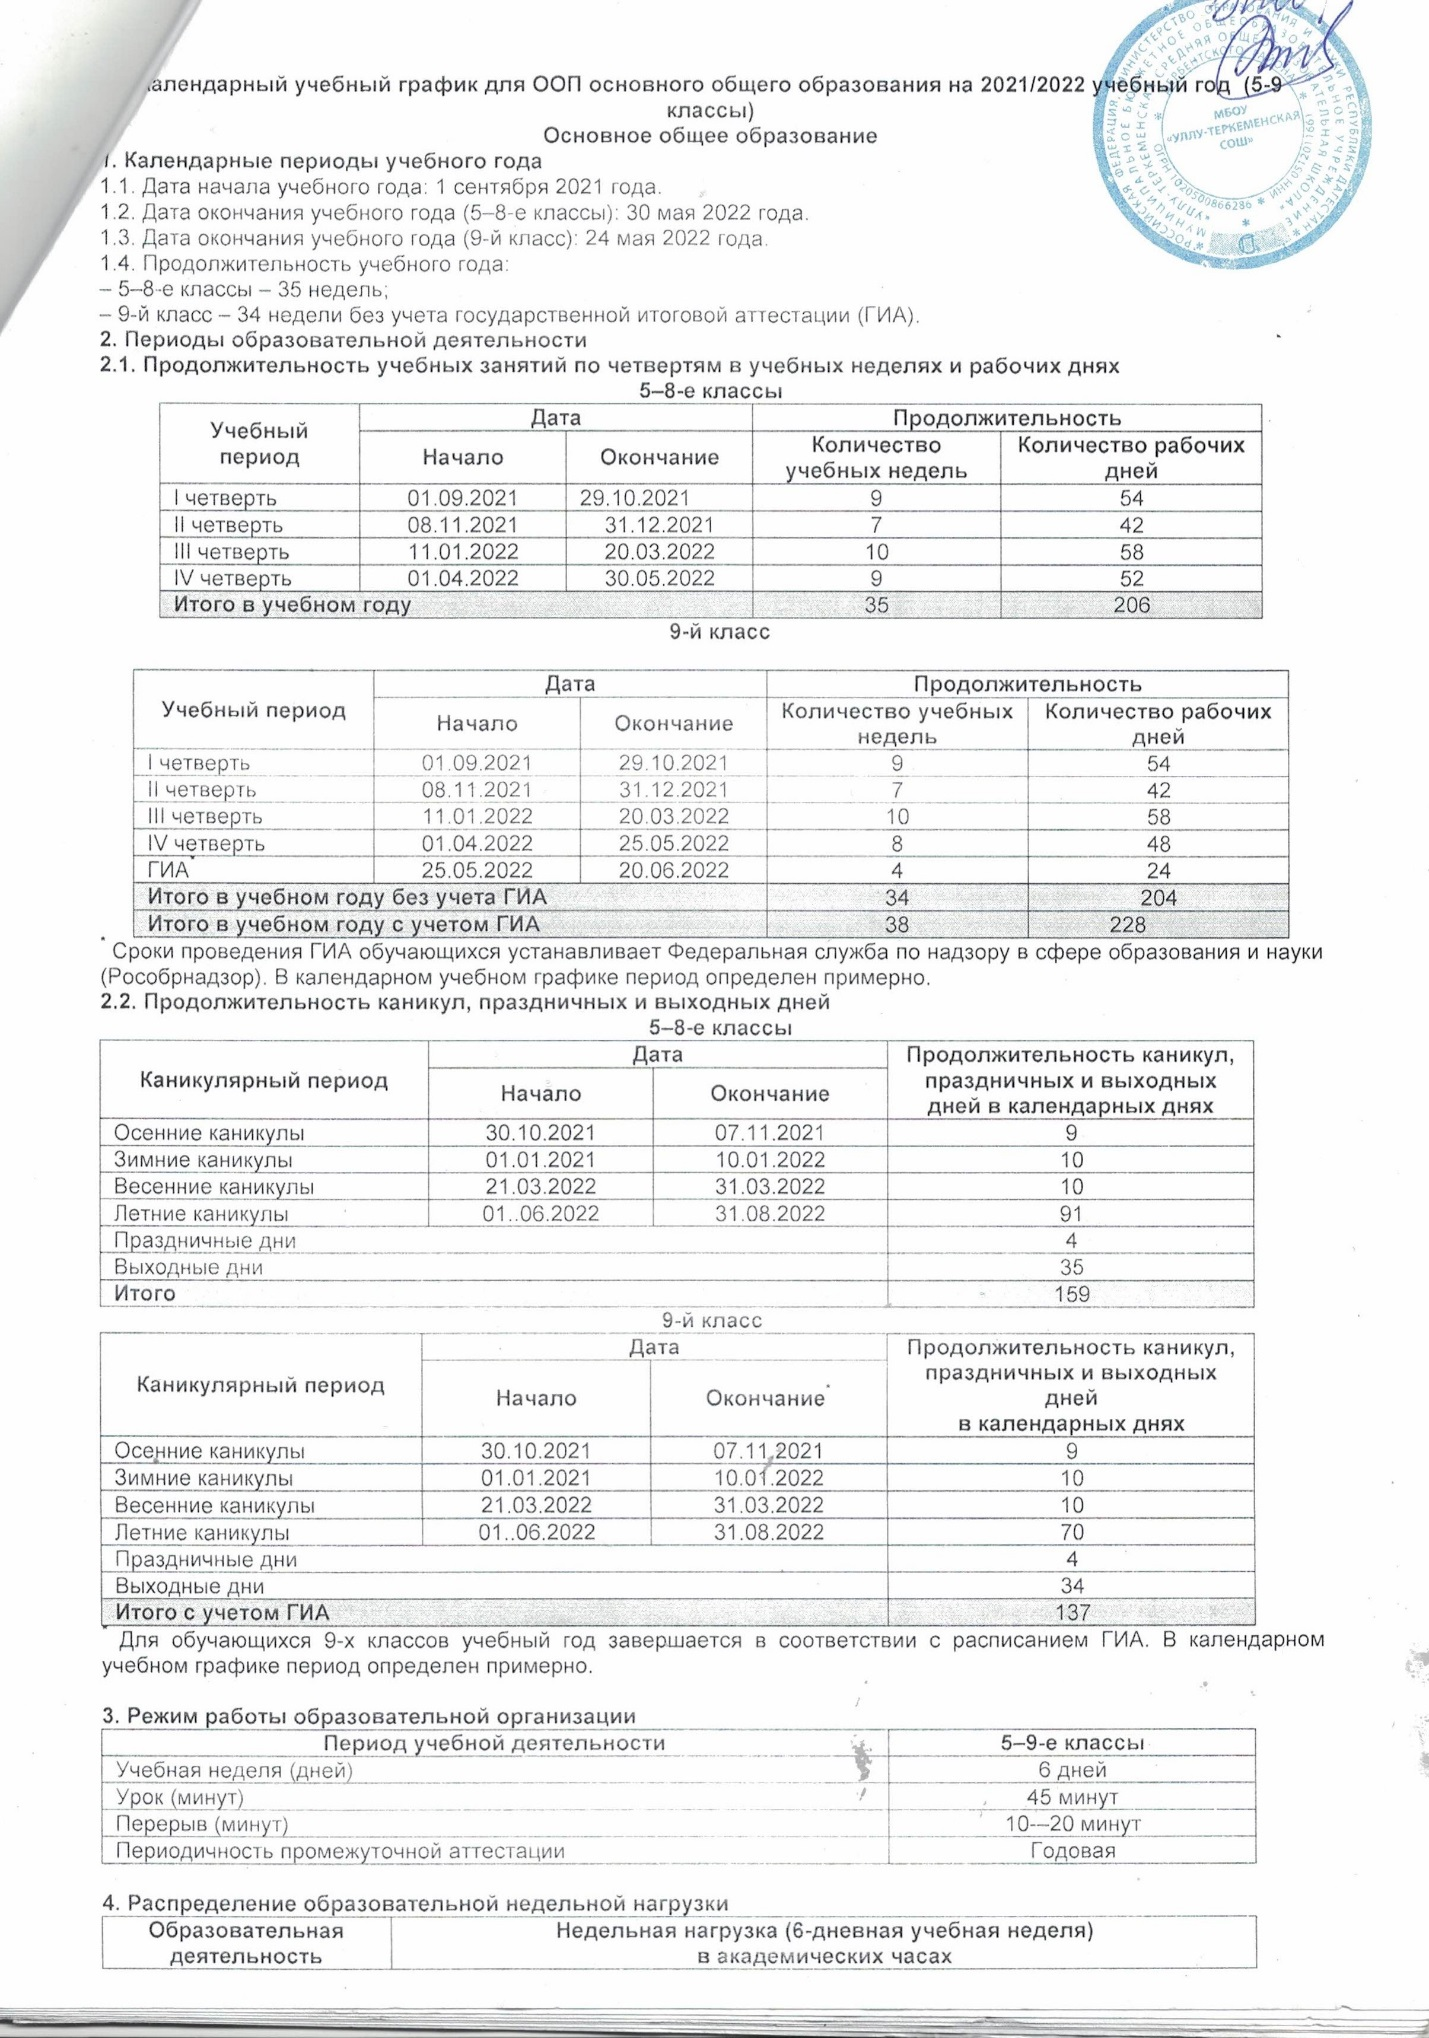 календарный учебный график для ООП основного общего образования на 2021/2022 учебный год (5-9
классы)
Основное общее образование
МБОУ
«УЛЛУ-ТЕРКЕМЕНСКАЯ
СОШ»
1. Календарные периоды учебного года
1.1. Дата начала учебного года: 1 сентября 2021 года.
1.2. Дата окончания учебного года (5–8-е классы): 30 мая 2022 года.
1.3. Дата окончания учебного года (9-й класс): 24 мая 2022 года.
1.4. Продолжительность учебного года:
– 5–8-е классы – 35 недель;
– 9-й класс – 34 недели без учета государственной итоговой аттестации (ГИА).
2. Периоды образовательной деятельности
2.1. Продолжительность учебных занятий по четвертям в учебных неделях и рабочих днях
5–8-е классы
Учебный период Дата Продолжительность
Начало Окончание Количество учебных недель Количество рабочих дней
I четверть 01.09.2021 29.10.2021 9 54
II четверть 08.11.2021 31.12.2021 7 42
III четверть 11.01.2022 20.03.2022 10 58
IV четверть 01.04.2022 30.05.2022 9 52
Итого в учебном году 35 206
9-й класс
Учебный период Дата Продолжительность
Начало Окончание Количество учебных недель Количество рабочих дней
I четверть 01.09.2021 29.10.2021 9 54
II четверть 08.11.2021 31.12.2021 7 42
III четверть 11.01.2022 20.03.2022 10 58
IV четверть 01.04.2022 25.05.2022 8 48
ГИА* 25.05.2022 20.06.2022 4 24
Итого в учебном году без учета ГИА 34 204
Итого в учебном году с учетом ГИА 38 228
* Сроки проведения ГИА обучающихся устанавливает Федеральная служба по надзору в сфере образования и науки
(Рособрнадзор). В календарном учебном графике период определен примерно.
2.2. Продолжительность каникул, праздничных и выходных дней
5–8-е классы
Каникулярный период Дата Продолжительность каникул, праздничных и выходных дней в календарных днях
Начало Окончание
Осенние каникулы 30.10.2021 07.11.2021 9
Зимние каникулы 01.01.2021 10.01.2022 10
Весенние каникулы 21.03.2022 31.03.2022 10
Летние каникулы 01..06.2022 31.08.2022 91
Праздничные дни 4
Выходные дни 35
Итого 159
9-й класс
Каникулярный период Дата Продолжительность каникул, праздничных и выходных дней в календарных днях
Начало Окончание*
Осенние каникулы 30.10.2021 07.11.2021 9
Зимние каникулы 01.01.2021 10.01.2022 10
Весенние каникулы 21.03.2022 31.03.2022 10
Летние каникулы 01..06.2022 31.08.2022 70
Праздничные дни 4
Выходные дни 34
Итого с учетом ГИА 137
* Для обучающихся 9-х классов учебный год завершается в соответствии с расписанием ГИА. В календарном
учебном графике период определен примерно.
3. Режим работы образовательной организации
Период учебной деятельности 5–9-е классы
Учебная неделя (дней) 6 дней
Урок (минут) 45 минут
Перерыв (минут) 10-–20 минут
Периодичность промежуточной аттестации Годовая
4. Распределение образовательной недельной нагрузки
Образовательная деятельность Недельная нагрузка (6-дневная учебная неделя)
в академических часах